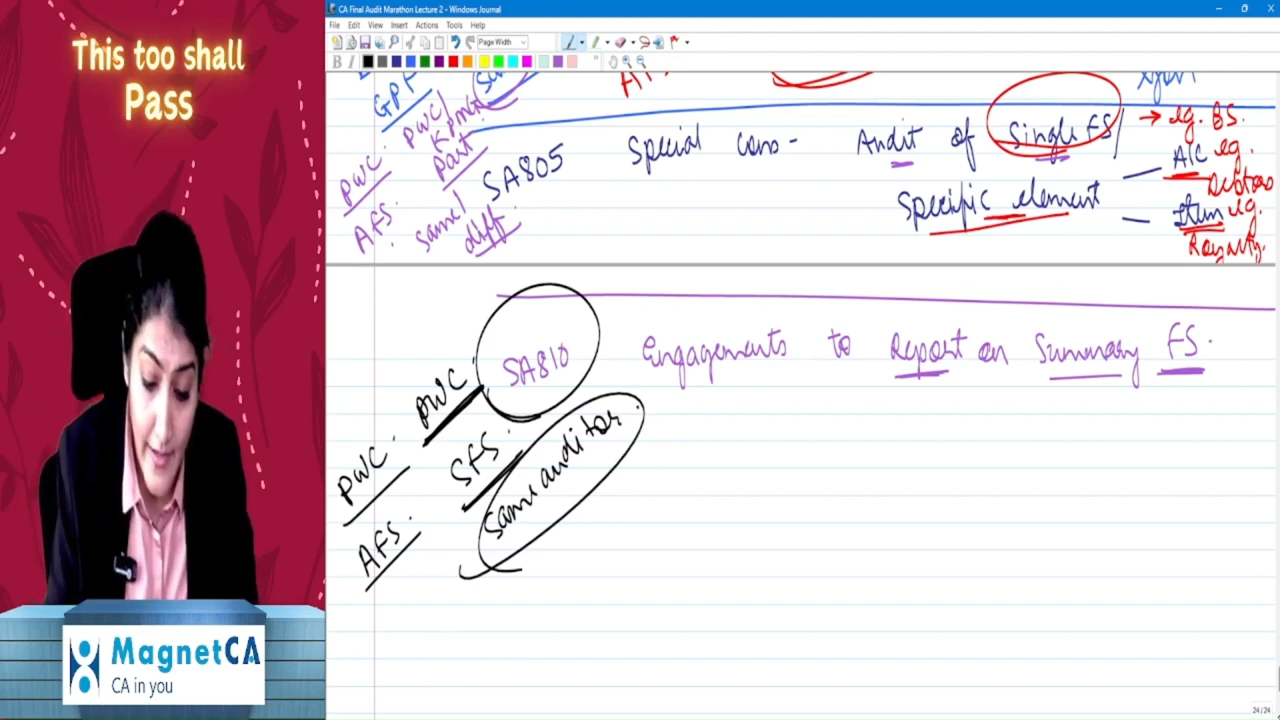 This too shall
Pass
MagnetCA
CA in you
CA Final Audit Marathon Lecture 2 - Windows Journal
File Edit View Insert Actions Tools Help
Page Width
B I
GPF
PWC/
KPMG
Part.
PWC.
AFS.
Same/
diff.
SA805 Special Cons - Audit of Single FS/
Specific element
→ eg. BS.
A/C eg.
Debtors
Item eg.
Royalty.
SA810 Engagements to Report on Summary FS.
PWC. PWC
AFS. SFS.
Same auditor.
24 / 24